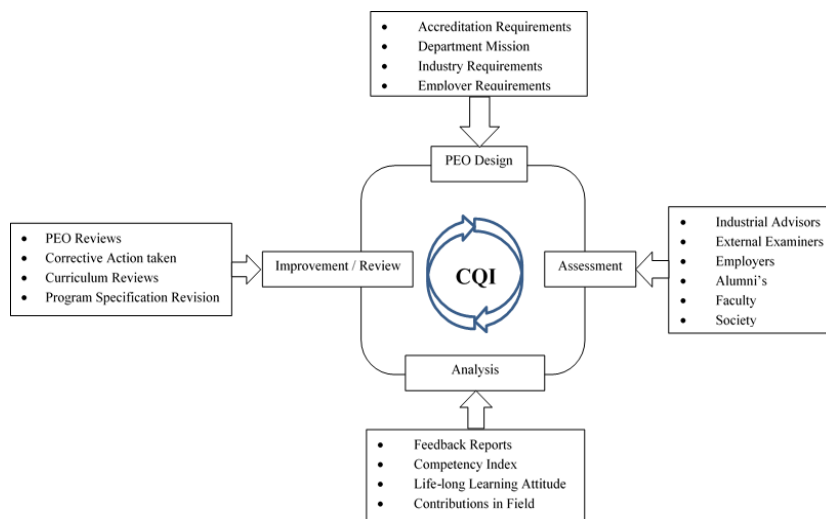 • Accreditation Requirements
• Department Mission
• Industry Requirements
• Employer Requirements
PEO Design
• PEO Reviews
• Corrective Action taken
• Curriculum Reviews
• Program Specification Revision
Improvement / Review
CQI
Assessment
• Industrial Advisors
• External Examiners
• Employers
• Alumni’s
• Faculty
• Society
Analysis
• Feedback Reports
• Competency Index
• Life-long Learning Attitude
• Contributions in Field